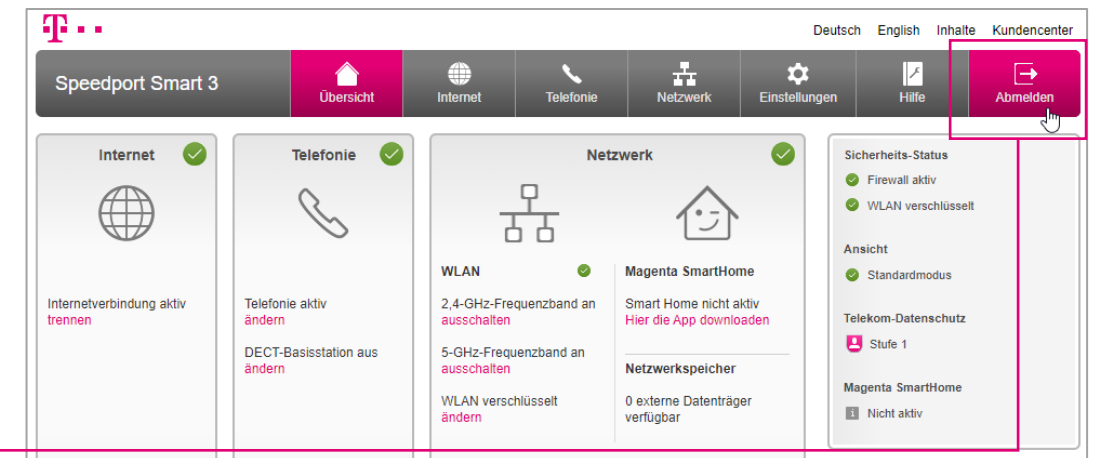 T
Deutsch English Inhalte Kundencenter
Speedport Smart 3
Übersicht
Internet
Telefonie
Netzwerk
Einstellungen
Hilfe
Abmelden
Internet
Internetverbindung aktiv
trennen
Telefonie
Telefonie aktiv
ändern
DECT-Basisstation aus
ändern
Netzwerk
WLAN
2,4-GHz-Frequenzband an
ausschalten
5-GHz-Frequenzband an
ausschalten
WLAN verschlüsselt
ändern
Magenta SmartHome
Smart Home nicht aktiv
Hier die App downloaden
Netzwerkspeicher
0 externe Datenträger
verfügbar
Sicherheits-Status
Firewall aktiv
WLAN verschlüsselt
Ansicht
Standardmodus
Telekom-Datenschutz
Stufe 1
Magenta SmartHome
Nicht aktiv